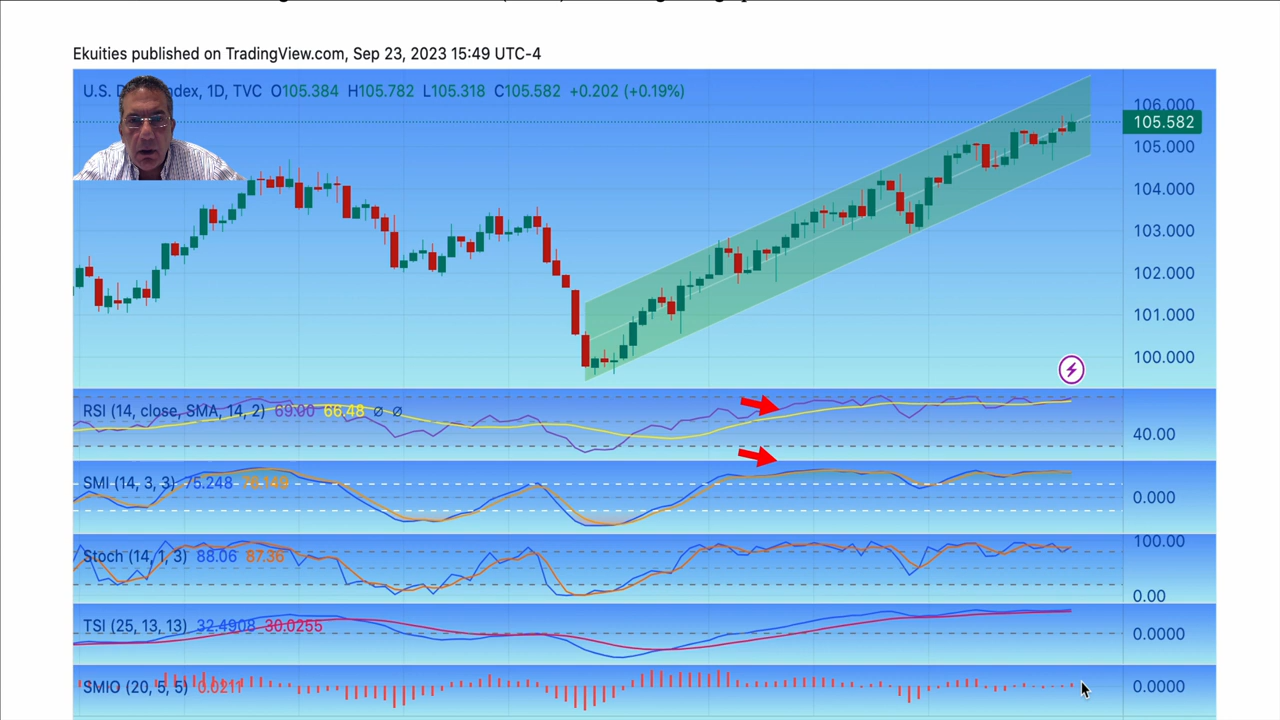 Ekuities published on TradingView.com, Sep 23, 2023 15:49 UTC-4
U.S. Index, 1D, TVC O105.384 H105.782 L105.318 C105.582 +0.202 (+0.19%)
106.000
105.582
105.000
104.000
103.000
102.000
101.000
100.000
RSI (14, close, SMA, 14, 2) 69.00 66.48 ∅ ∅
40.00
SMI (14, 3, 3) 75.248 76.149
0.000
Stoch (14, 1, 3) 88.06 87.36
100.00
0.00
TSI (25, 13, 13) 32.4908 30.0255
0.0000
SMIO (20, 5, 5) 0.0211
0.0000